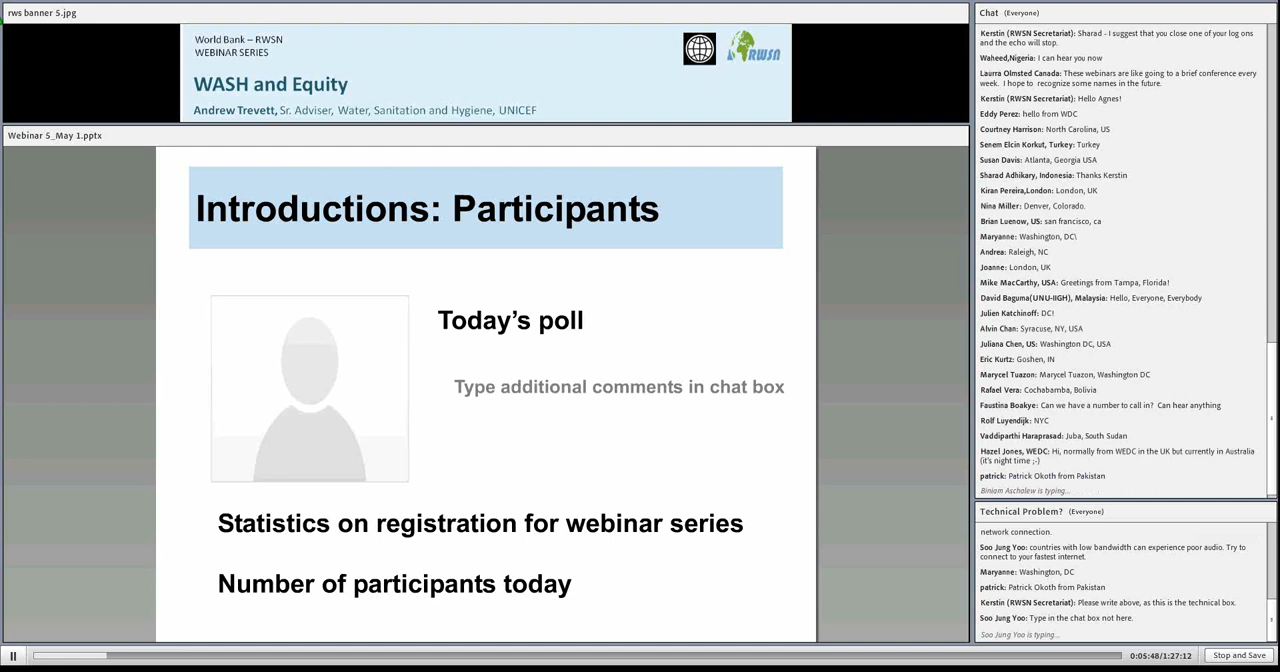 rws banner 5.jpg
World Bank – RWSN
WEBINAR SERIES
RWSN
WASH and Equity
Andrew Trevett, Sr. Adviser, Water, Sanitation and Hygiene, UNICEF
Webinar 5_May 1.pptx
Introductions: Participants
Today’s poll
Type additional comments in chat box
Statistics on registration for webinar series
Number of participants today
Chat (Everyone)
Kerstin (RWSN Secretariat): Sharad - I suggest that you close one of your log ons
and the echo will stop.
Waheed,Nigeria: I can hear you now
Laurra Olmsted Canada: These webinars are like going to a brief conference every
week. I hope to recognize some names in the future.
Kerstin (RWSN Secretariat): Hello Agnes!
Eddy Perez: hello from WDC
Courtney Harrison: North Carolina, US
Senem Elcin Korkut, Turkey: Turkey
Susan Davis: Atlanta, Georgia USA
Sharad Adhikary, Indonesia: Thanks Kerstin
Kiran Pereira,London: London, UK
Nina Miller: Denver, Colorado.
Brian Luenow, US: san francisco, ca
Maryanne: Washington, DC\
Andrea: Raleigh, NC
Joanne: London, UK
Mike MacCarthy, USA: Greetings from Tampa, Florida!
David Baguma(UNU-IIGH), Malaysia: Hello, Everyone, Everybody
Julien Katchinoff: DC!
Alvin Chan: Syracuse, NY, USA
Juliana Chen, US: Washington DC, USA
Eric Kurtz: Goshen, IN
Marycel Tuazon: Marycel Tuazon, Washington DC
Rafael Vera: Cochabamba, Bolivia
Faustina Boakye: Can we have a number to call in? Can hear anything
Rolf Luyendijk: NYC
Vaddiparthi Haraprasad: Juba, South Sudan
Hazel Jones, WEDC: Hi, normally from WEDC in the UK but currently in Australia
(it's night time ;-)
patrick: Patrick Okoth from Pakistan
Biniam Aschalew is typing...
Technical Problem? (Everyone)
network connection.
Soo Jung Yoo: countries with low bandwidth can experience poor audio. Try to
connect to your fastest internet.
Maryanne: Washington, DC
patrick: Patrick Okoth from Pakistan
Kerstin (RWSN Secretariat): Please write above, as this is the technical box.
Soo Jung Yoo: Type in the chat box not here.
Soo Jung Yoo is typing...
0:05:48/1:27:12
Stop and Save